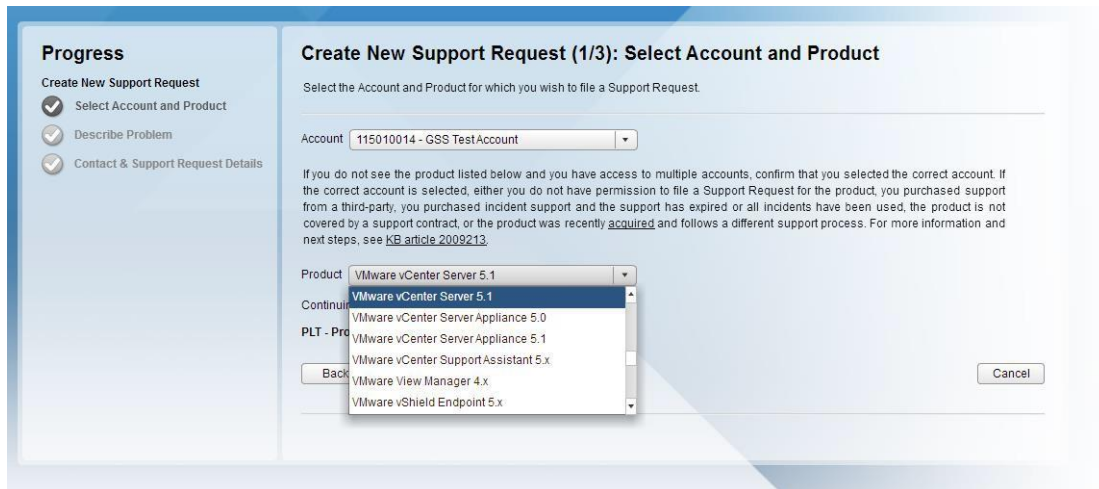 Progress
Create New Support Request
Select Account and Product
Describe Problem
Contact & Support Request Details
Create New Support Request (1/3): Select Account and Product
Select the Account and Product for which you wish to file a Support Request.
Account 115010014 - GSS Test Account
If you do not see the product listed below and you have access to multiple accounts, confirm that you selected the correct account. If
the correct account is selected, either you do not have permission to file a Support Request for the product, you purchased support
from a third-party, you purchased incident support and the support has expired or all incidents have been used, the product is not
covered by a support contract, or the product was recently acquired and follows a different support process. For more information and
next steps, see KB article 2009213.
Product VMware vCenter Server 5.1
VMware vCenter Server 5.1
Continuin
VMware vCenter Server Appliance 5.0
PLT - Pro
VMware vCenter Server Appliance 5.1
VMware vCenter Support Assistant 5.x
Back
VMware View Manager 4.x
VMware vShield Endpoint 5.x
Cancel